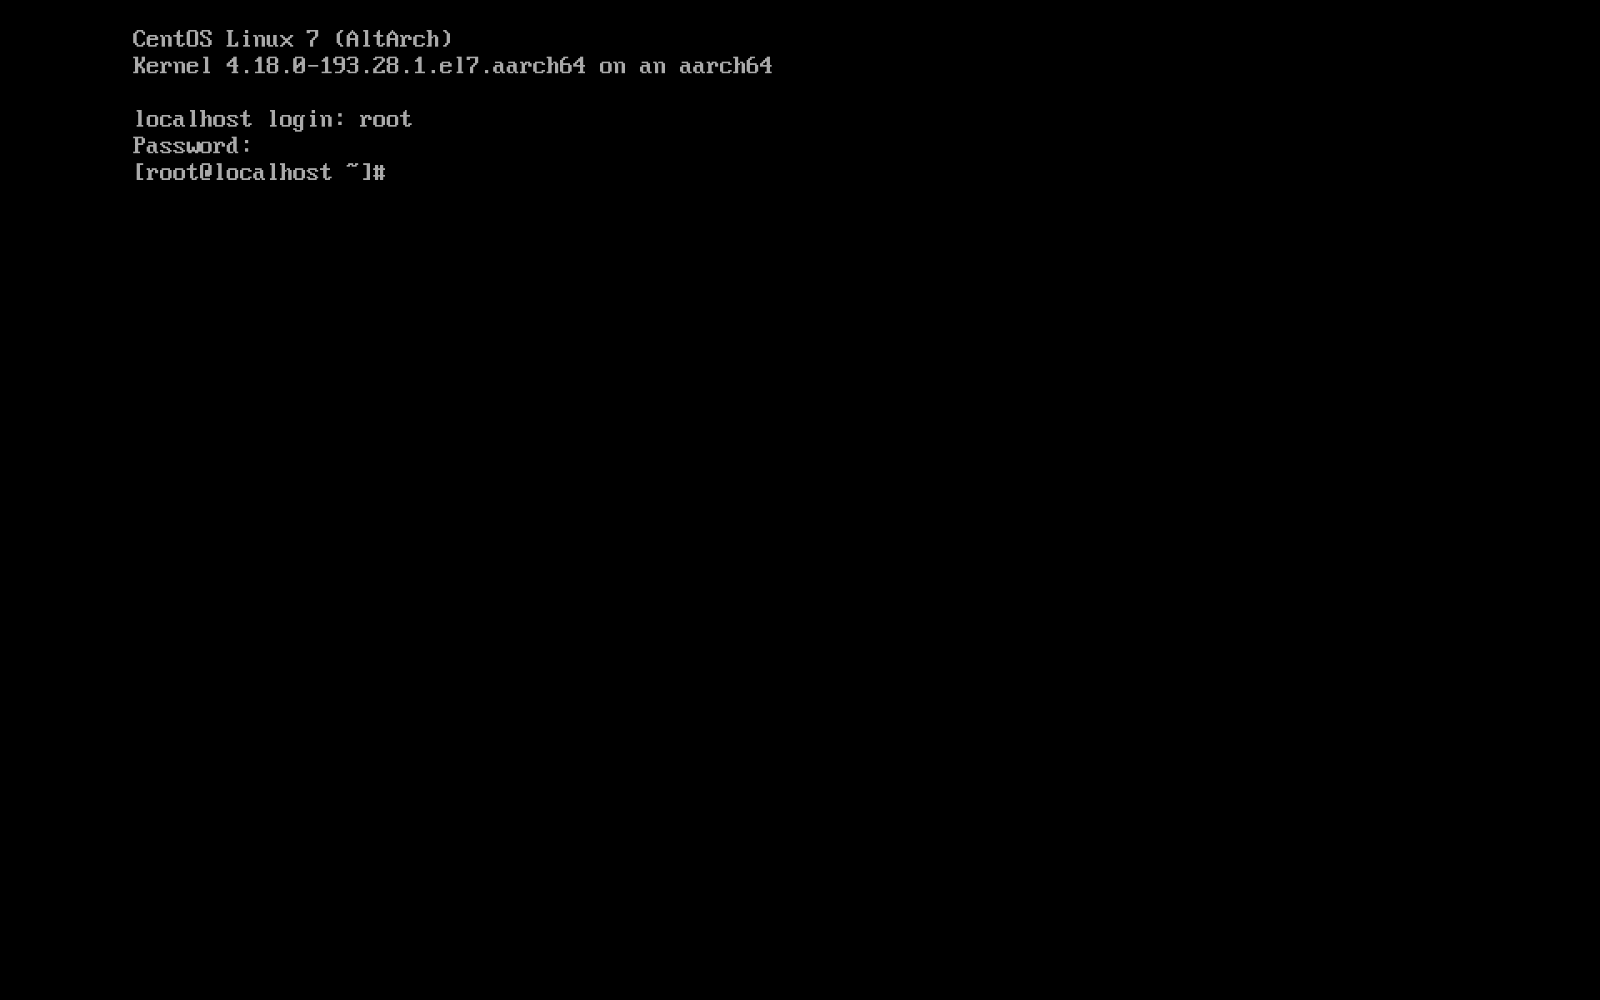 CentOS Linux 7 (AltArch)
Kernel 4.18.0-193.28.1.el7.aarch64 on an aarch64
localhost login: root
Password:
[root@localhost ~]#